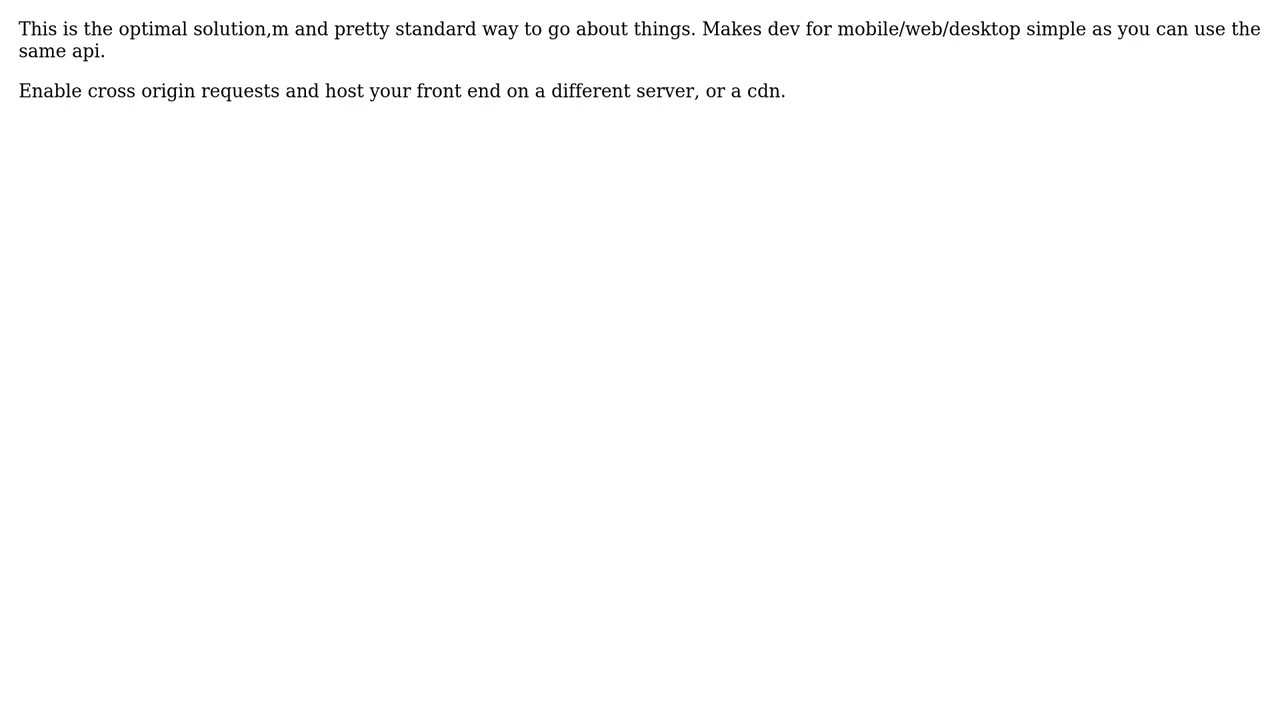 This is the optimal solution,m and pretty standard way to go about things. Makes dev for mobile/web/desktop simple as you can use the
same api.
Enable cross origin requests and host your front end on a different server, or a cdn.